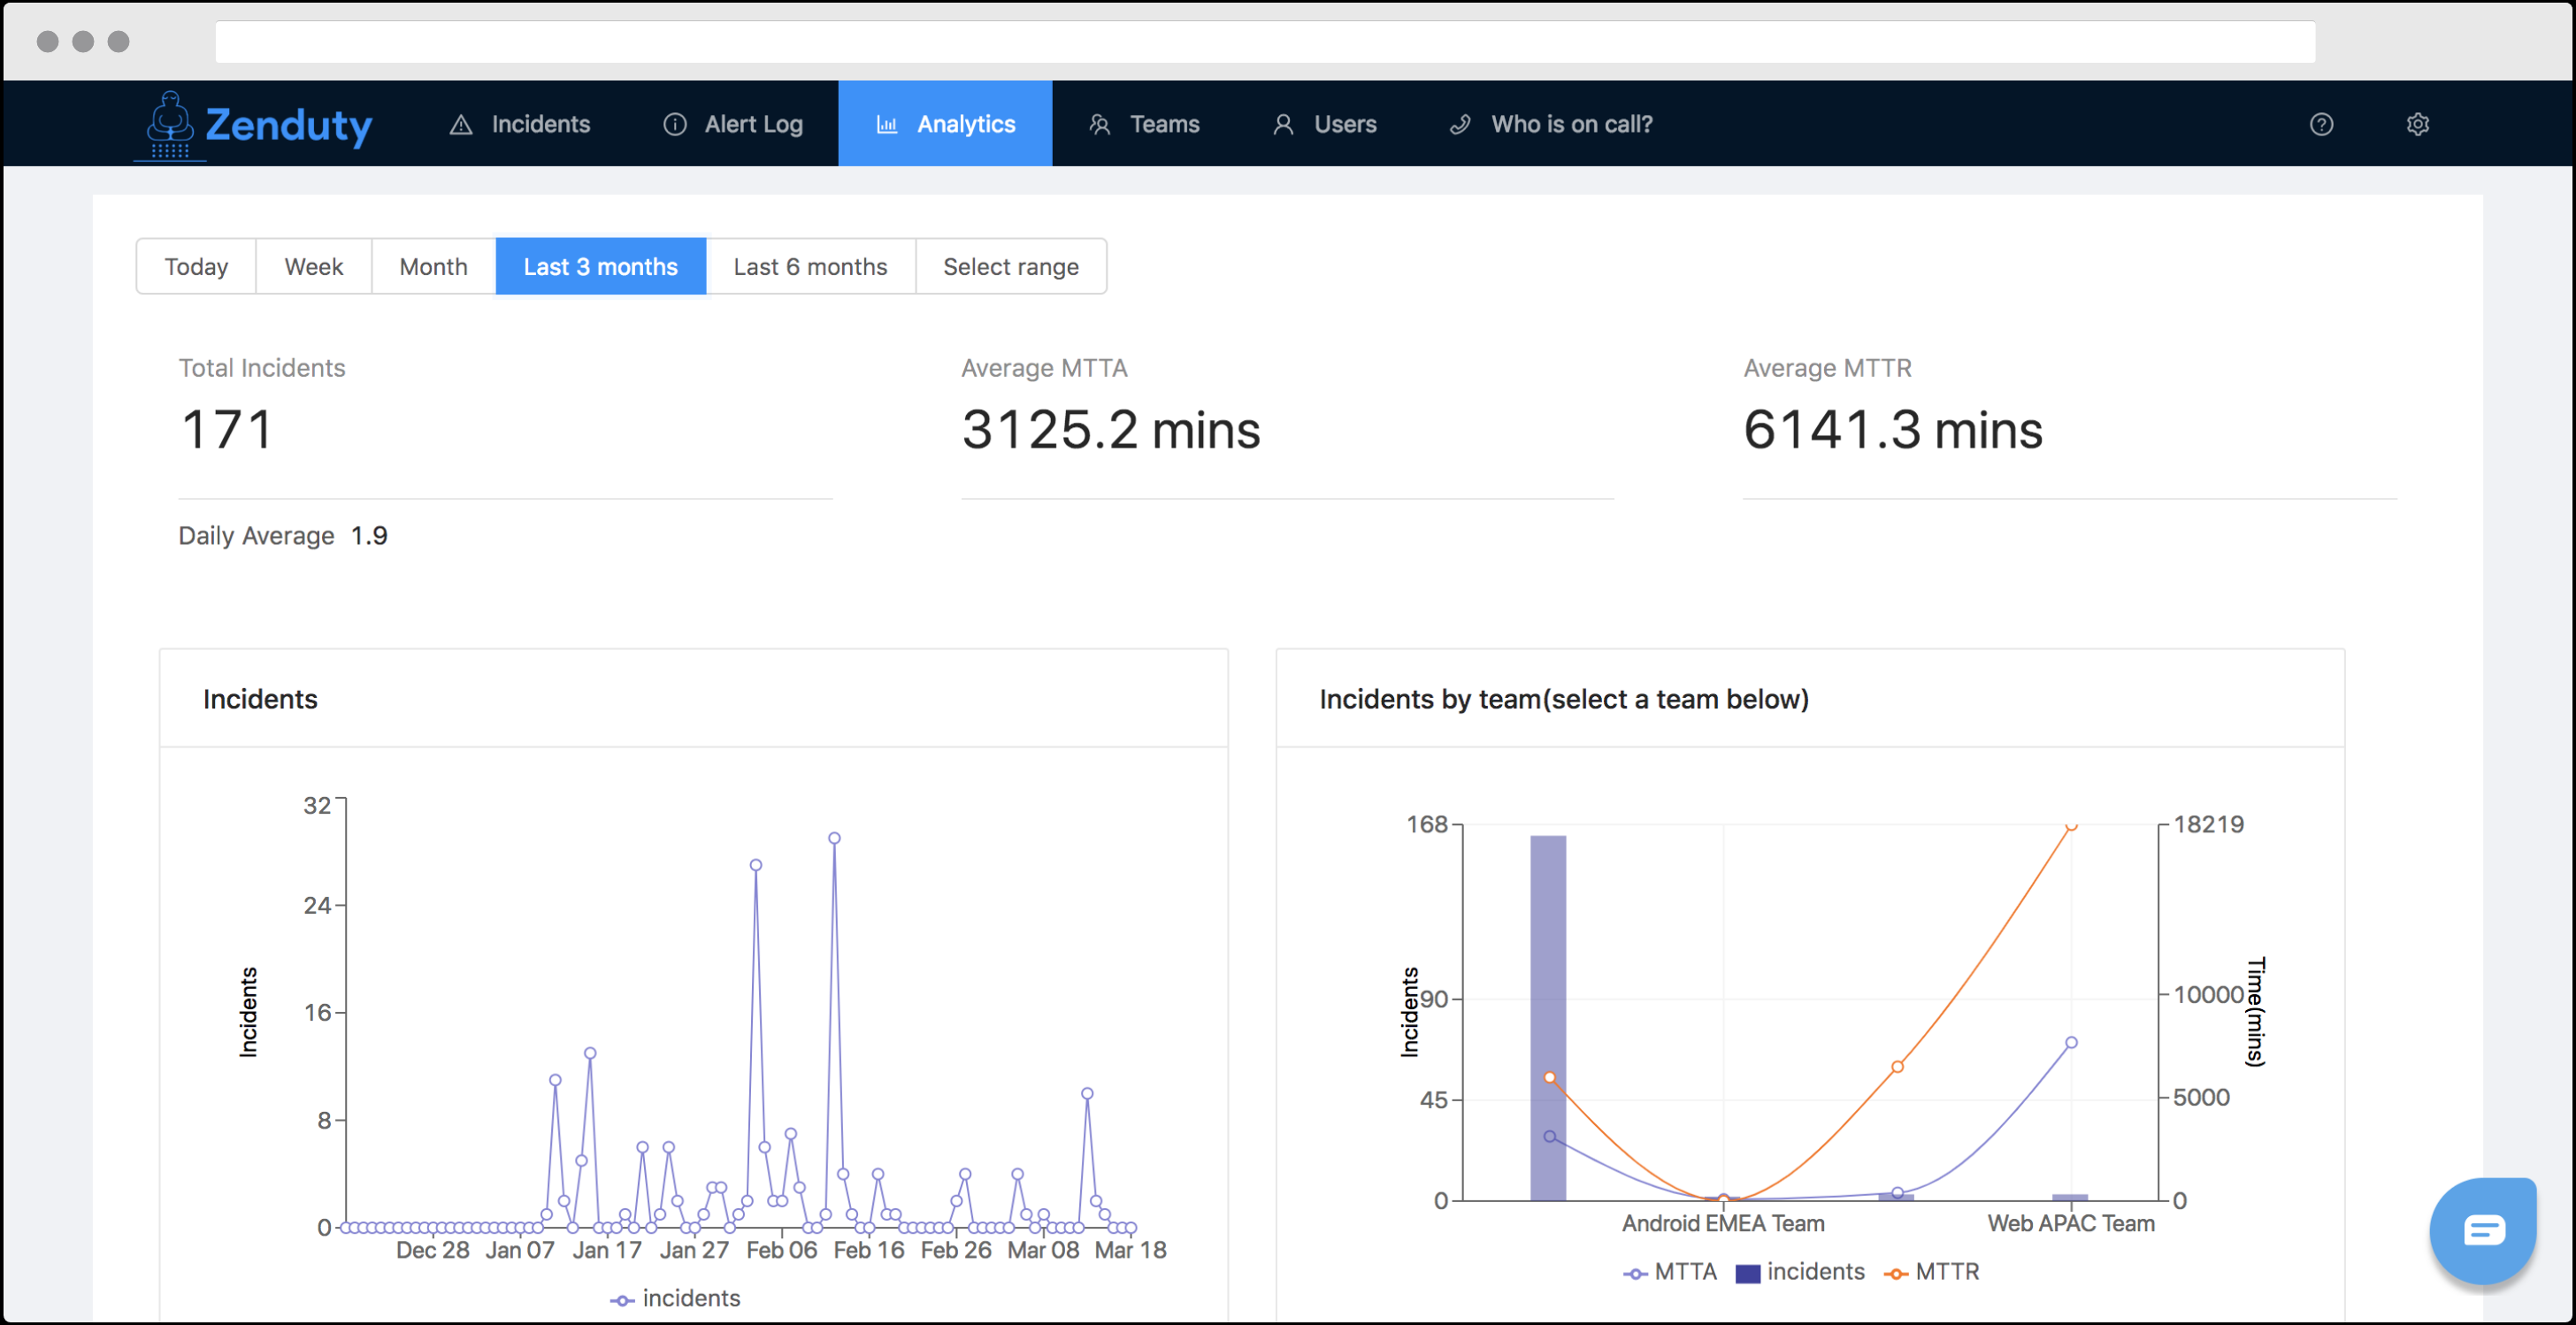 Zenduty Incidents Alert Log Analytics Teams Users Who is on call?
Today Week Month Last 3 months Last 6 months Select range
Total Incidents
171
Daily Average 1.9
Average MTTA
3125.2 mins
Average MTTR
6141.3 mins
Incidents
32
24
16
8
0
Incidents
Dec 28 Jan 07 Jan 17 Jan 27 Feb 06 Feb 16 Feb 26 Mar 08 Mar 18
incidents
Incidents by team(select a team below)
168
90
45
0
Incidents
18219
10000
5000
0
Time(mins)
Android EMEA Team Web APAC Team
MTTA incidents MTTR